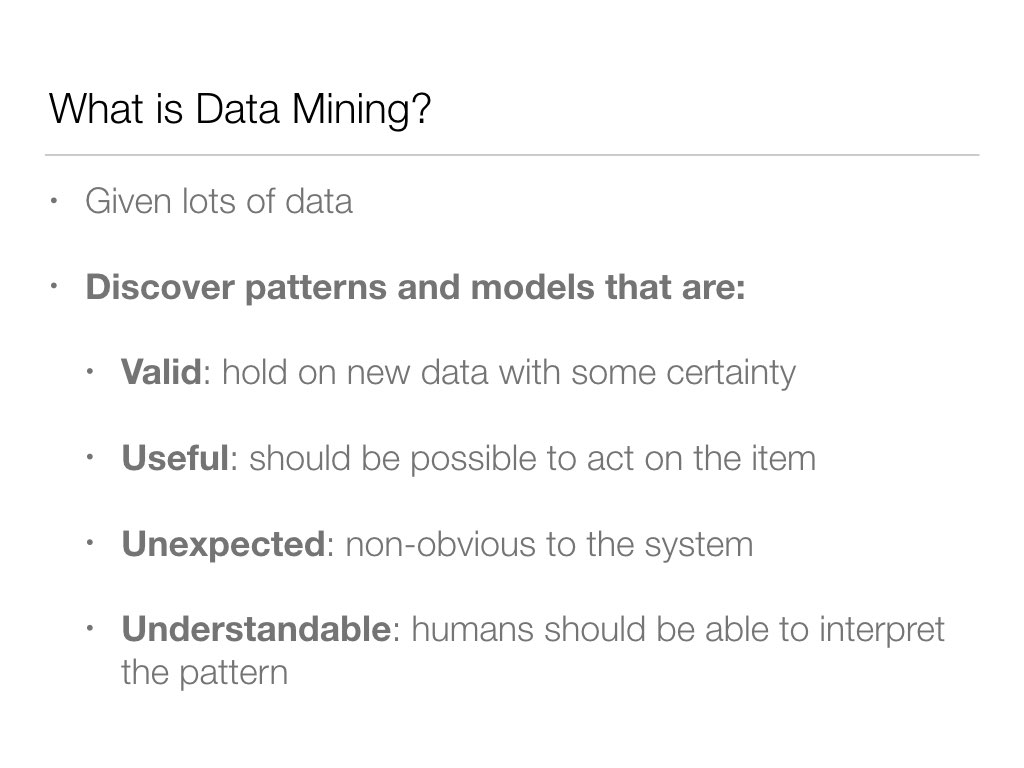 What is Data Mining?
• Given lots of data
• Discover patterns and models that are:
• Valid: hold on new data with some certainty
• Useful: should be possible to act on the item
• Unexpected: non-obvious to the system
• Understandable: humans should be able to interpret
the pattern